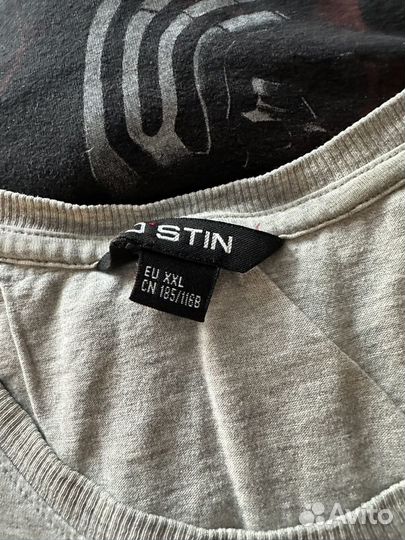 O'STIN
EU XXL
CN 185/116B
Avito